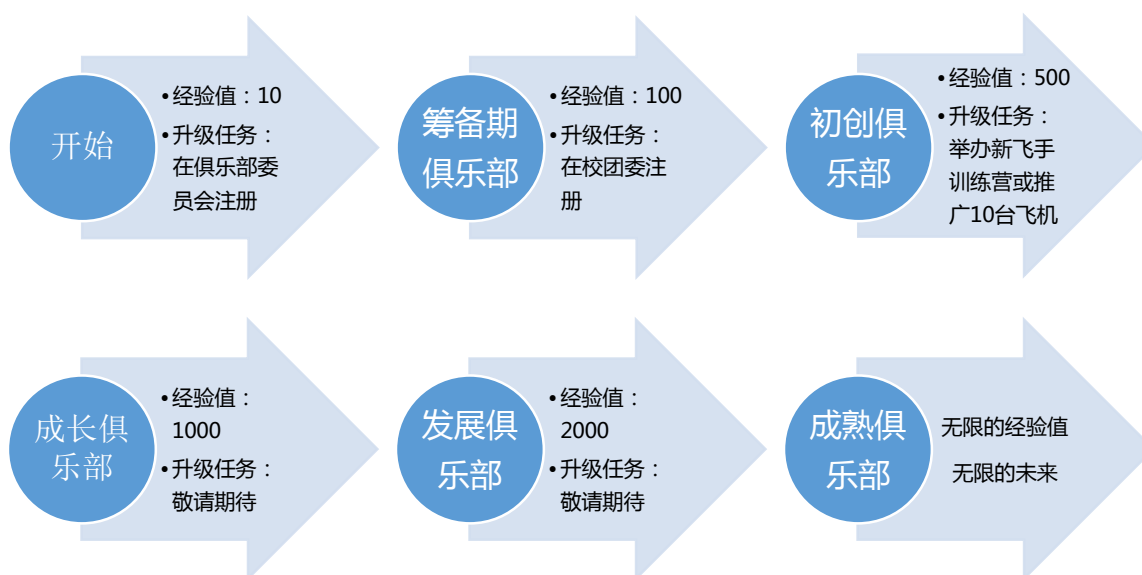 开始
•经验值：10
•升级任务：
在俱乐部委
员会注册
筹备期
俱乐部
•经验值：100
•升级任务：
在校团委注
册
初创俱
乐部
•经验值：500
•升级任务：
举办新飞手
训练营或推
广10台飞机
成长俱
乐部
•经验值：
1000
•升级任务：
敬请期待
发展俱
乐部
•经验值：
2000
•升级任务：
敬请期待
成熟俱
乐部
无限的经验值
无限的未来